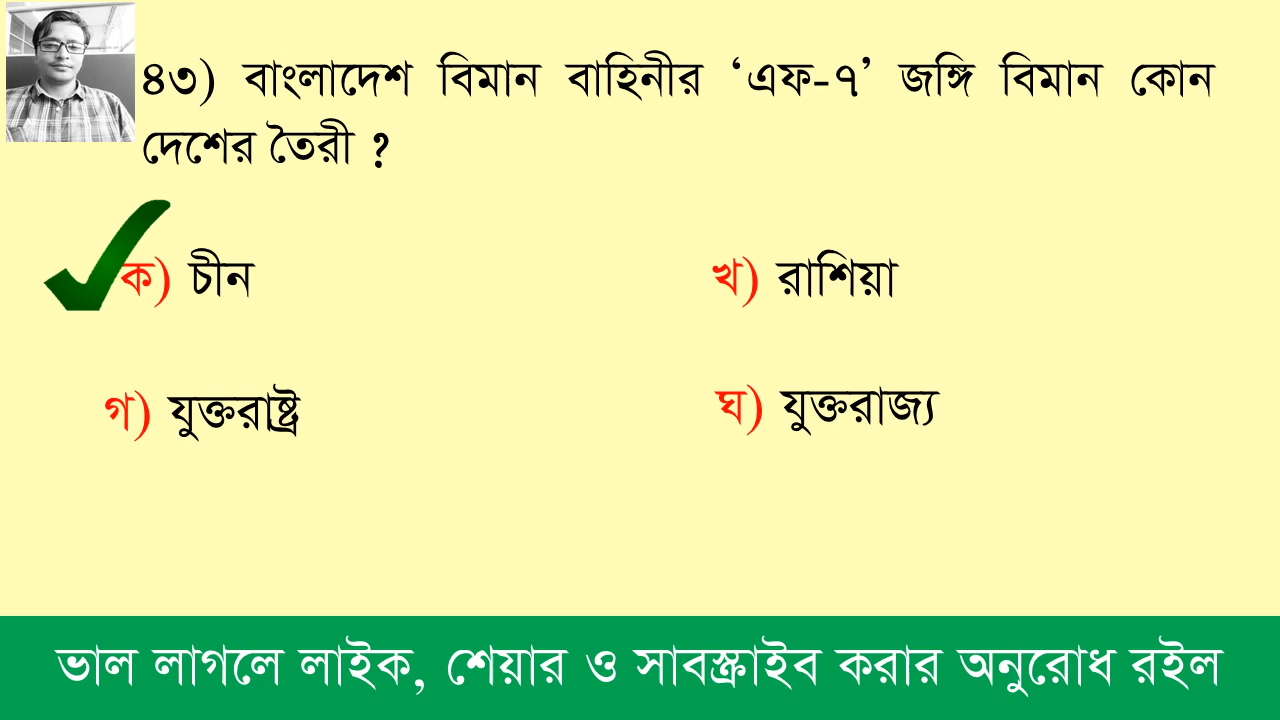 ৪৩) বাংলাদেশ বিমান বাহিনীর ‘এফ-৭’ জঙ্গি বিমান কোন
দেশের তৈরী ?
ক) চীন
খ) রাশিয়া
গ) যুক্তরাষ্ট্র
ঘ) যুক্তরাজ্য
ভাল লাগলে লাইক, শেয়ার ও সাবস্ক্রাইব করার অনুরোধ রইল